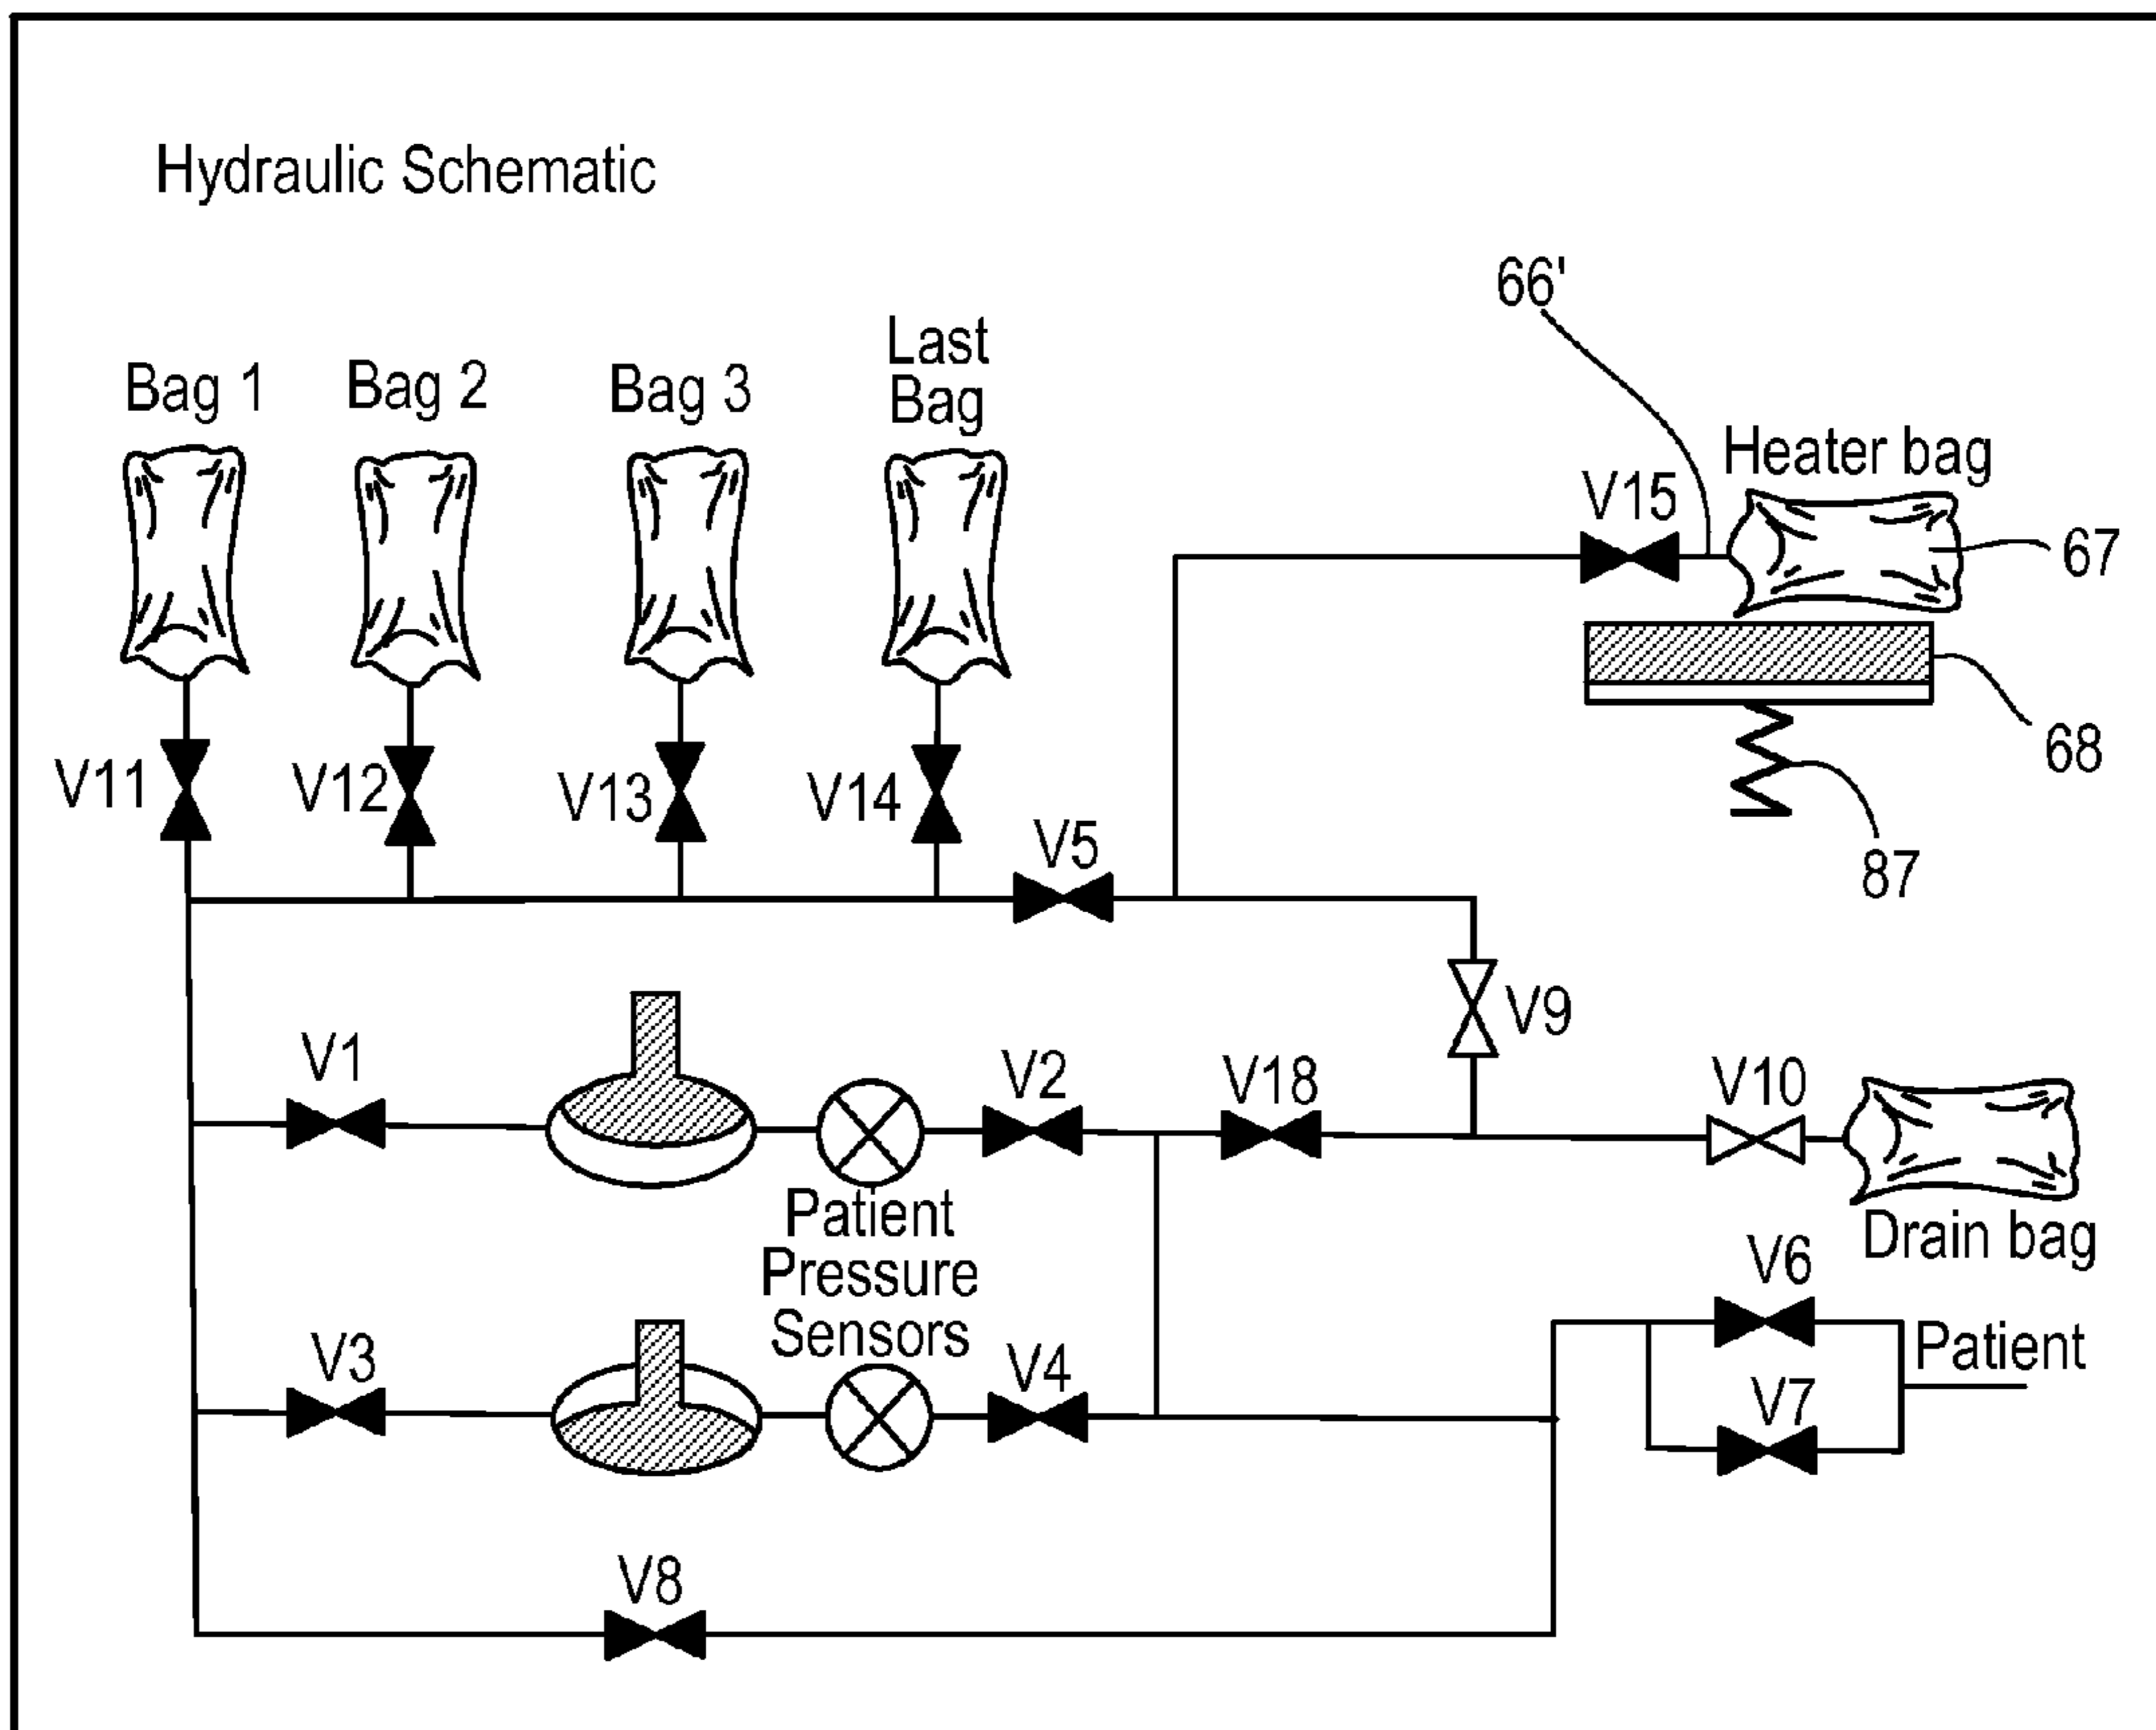 Hydraulic Schematic
66'
Last
Bag
Bag 1
Bag 2
Bag 3
Heater bag
V15
67
68
87
V11
V12
V13
V14
V5
V9
V1
V2
V18
V10
Patient
Pressure
Sensors
Drain bag
V6
V3
V4
Patient
V7
V8